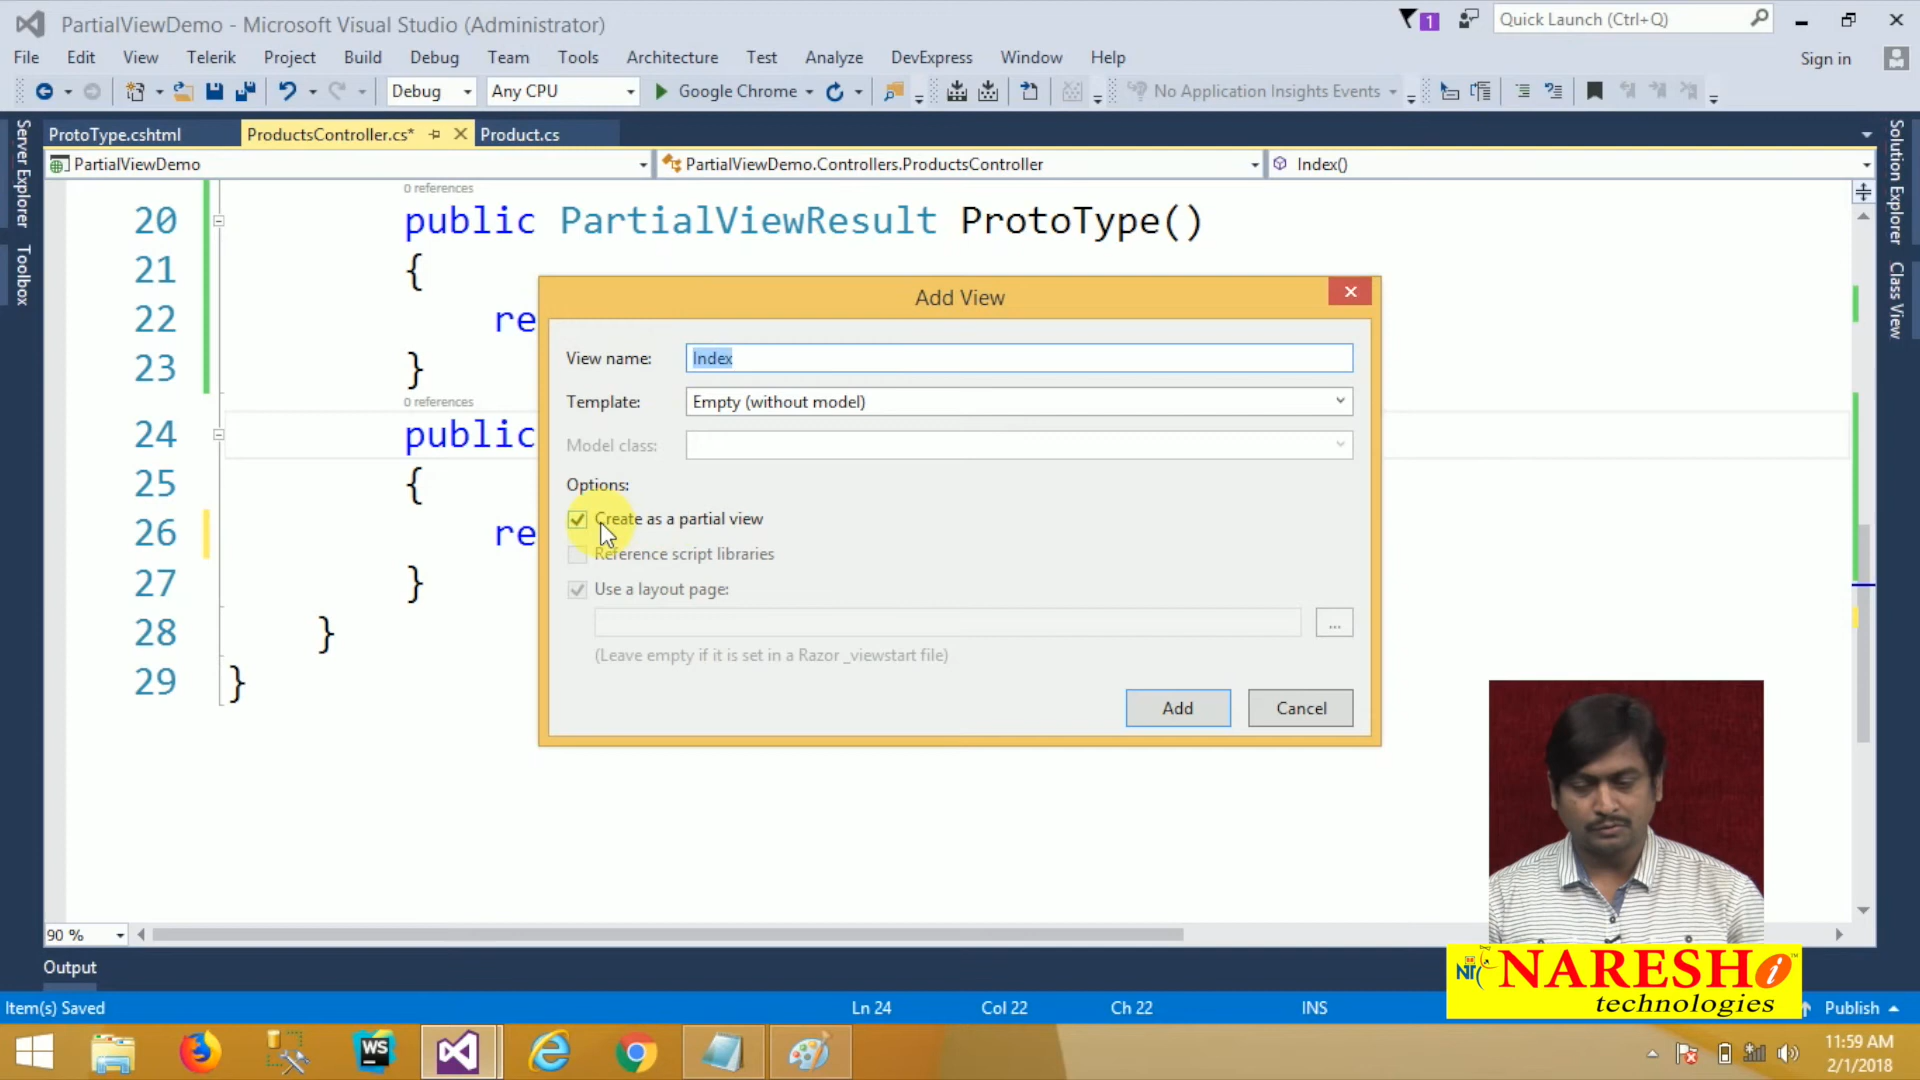 PartialViewDemo - Microsoft Visual Studio (Administrator)
1
Quick Launch (Ctrl+Q)
File Edit View Telerik Project Build Debug Team Tools Architecture Test Analyze DevExpress Window Help
Sign in
Debug
Any CPU
Google Chrome
No Application Insights Events
Server Explorer
Toolbox
Solution Explorer
Class View
ProtoType.cshtml
ProductsController.cs*
Product.cs
PartialViewDemo
PartialViewDemo.Controllers.ProductsController
Index()
0 references
20 public PartialViewResult ProtoType()
21 {
22 re
23 }
0 references
24 public
25 {
26 re
27 }
28 }
29 }
Add View
View name: Index
Template: Empty (without model)
Model class:
Options:
Create as a partial view
Reference script libraries
Use a layout page:
...
(Leave empty if it is set in a Razor _viewstart file)
Add
Cancel
90 %
Output
NARESH i
technologies
Item(s) Saved
Ln 24
Col 22
Ch 22
INS
Publish
WS
11:59 AM
2/1/2018